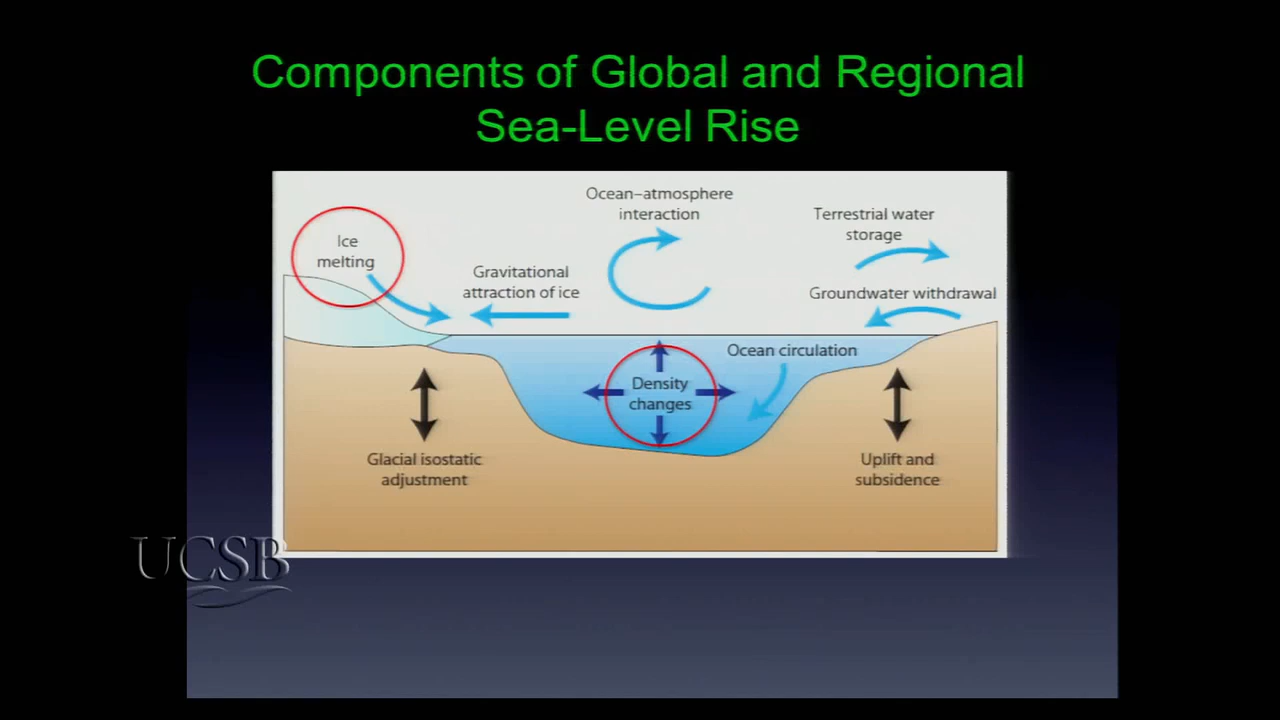 Components of Global and Regional
Sea-Level Rise
Ocean–atmosphere
interaction
Terrestrial water
storage
Ice
melting
Gravitational
attraction of ice
Groundwater withdrawal
Ocean circulation
Density
changes
Glacial isostatic
adjustment
Uplift and
subsidence
UCSB